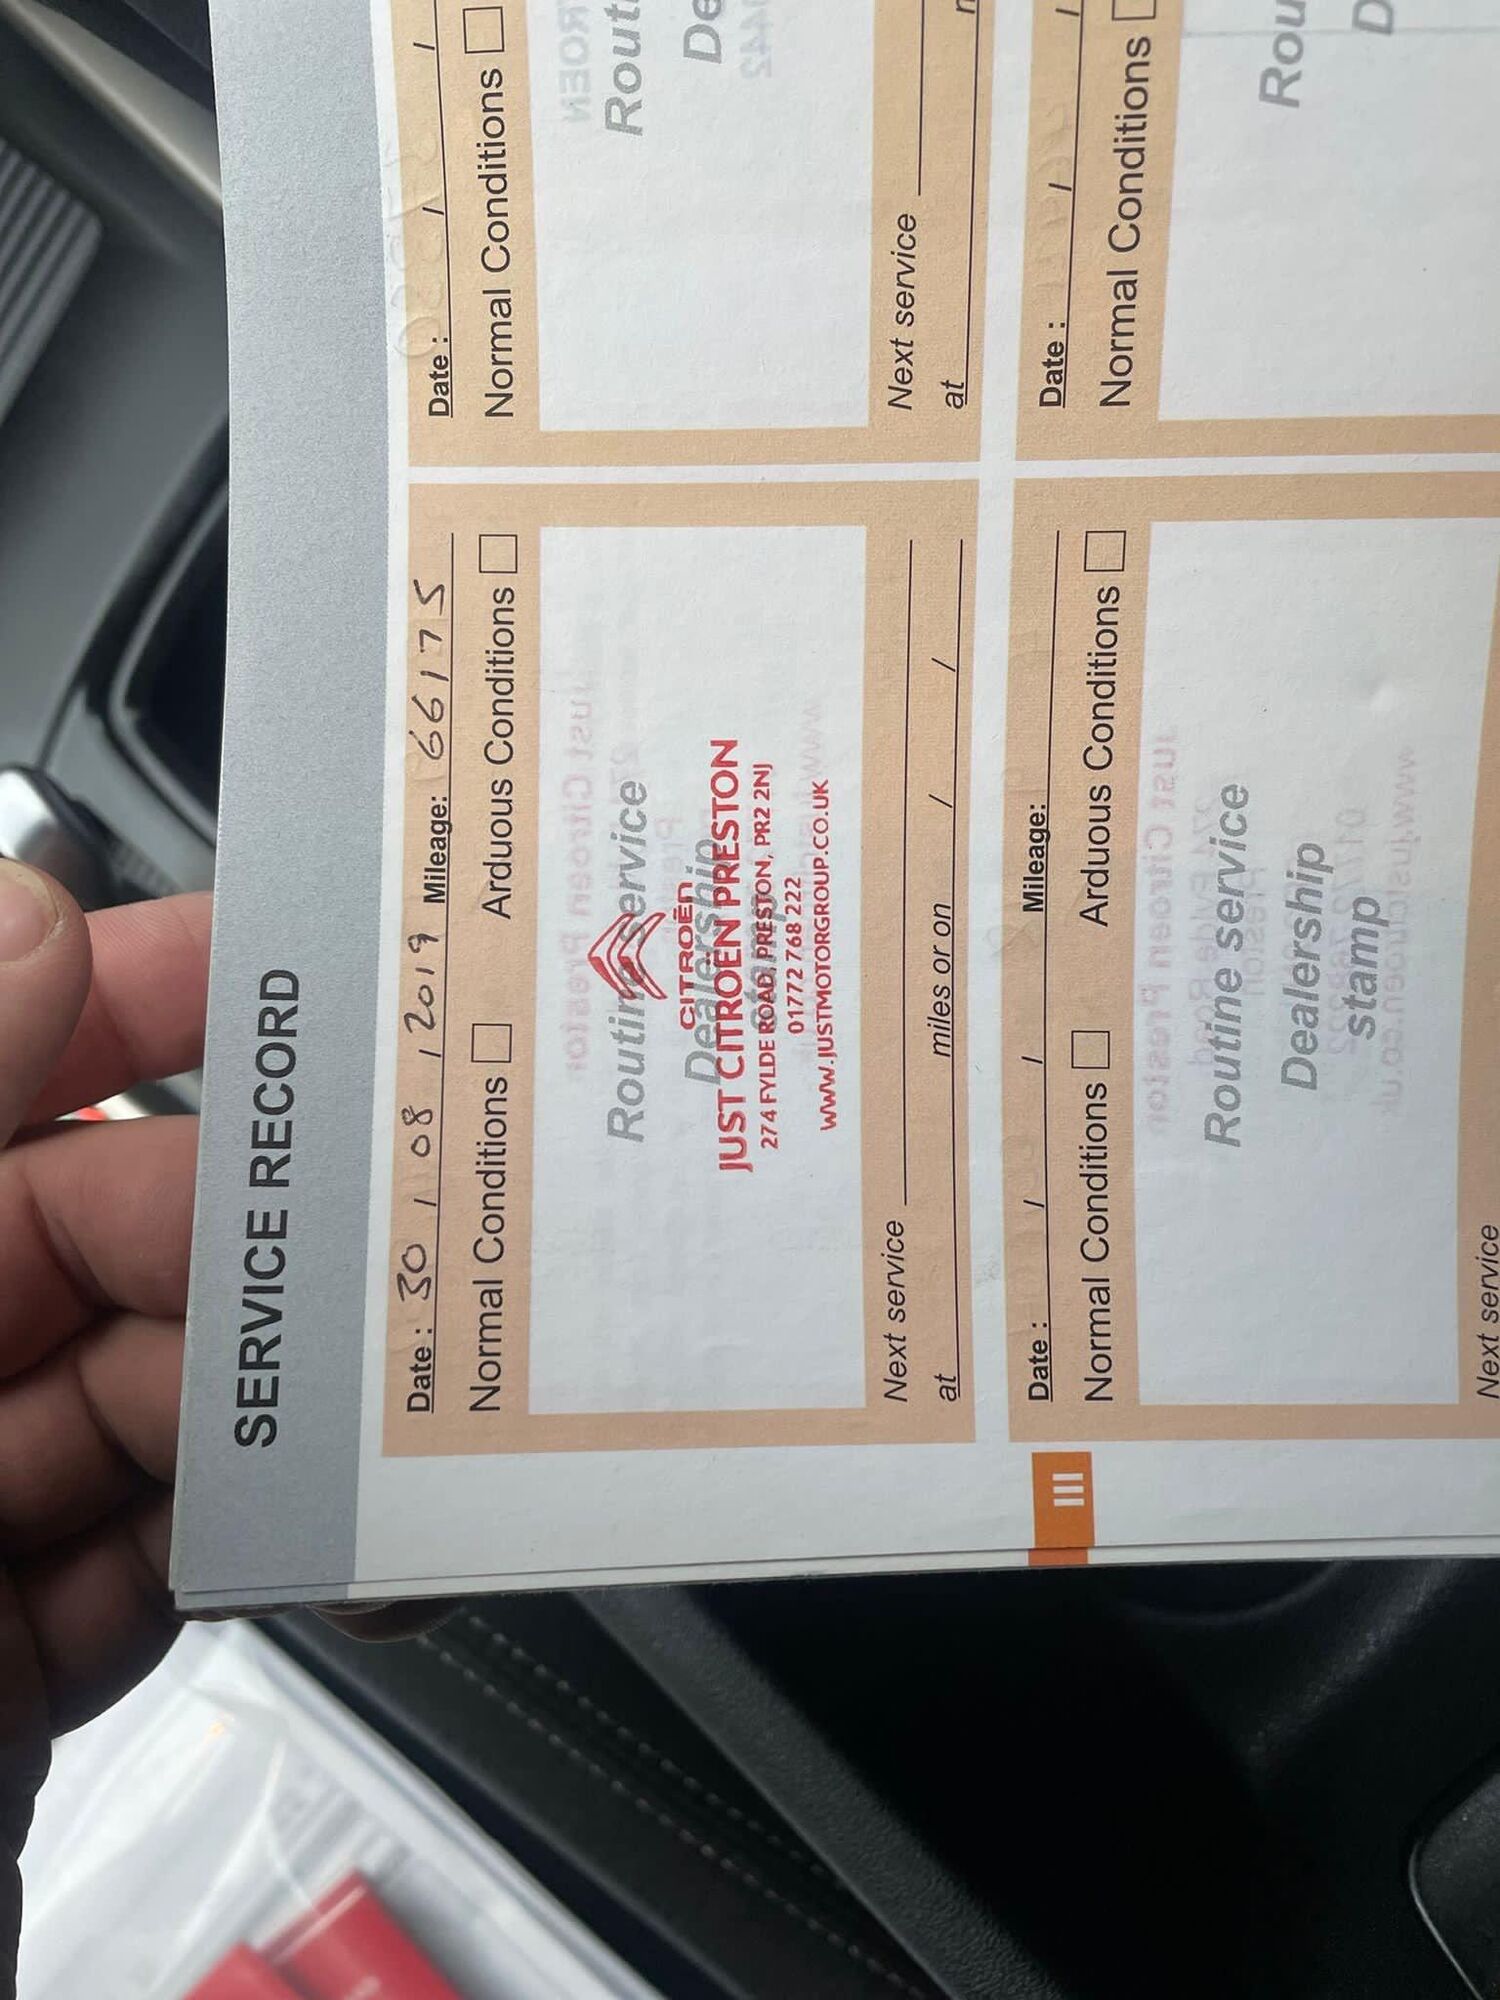 SERVICE RECORD
Date : 30 / 08 / 2019 Mileage: 66175
Normal Conditions Arduous Conditions
Routine service
Dealership
stamp
CITROËN
JUST CITROËN PRESTON
274 FYLDE ROAD, PRESTON, PR2 2NJ
01772 768 222
WWW.JUSTMOTORGROUP.CO.UK
Next service
at miles or on / /
Date : / /
Normal Conditions
Next service
at
III
Date : / / Mileage:
Normal Conditions Arduous Conditions
Routine service
Dealership
stamp
Next service
Date : / /
Normal Conditions